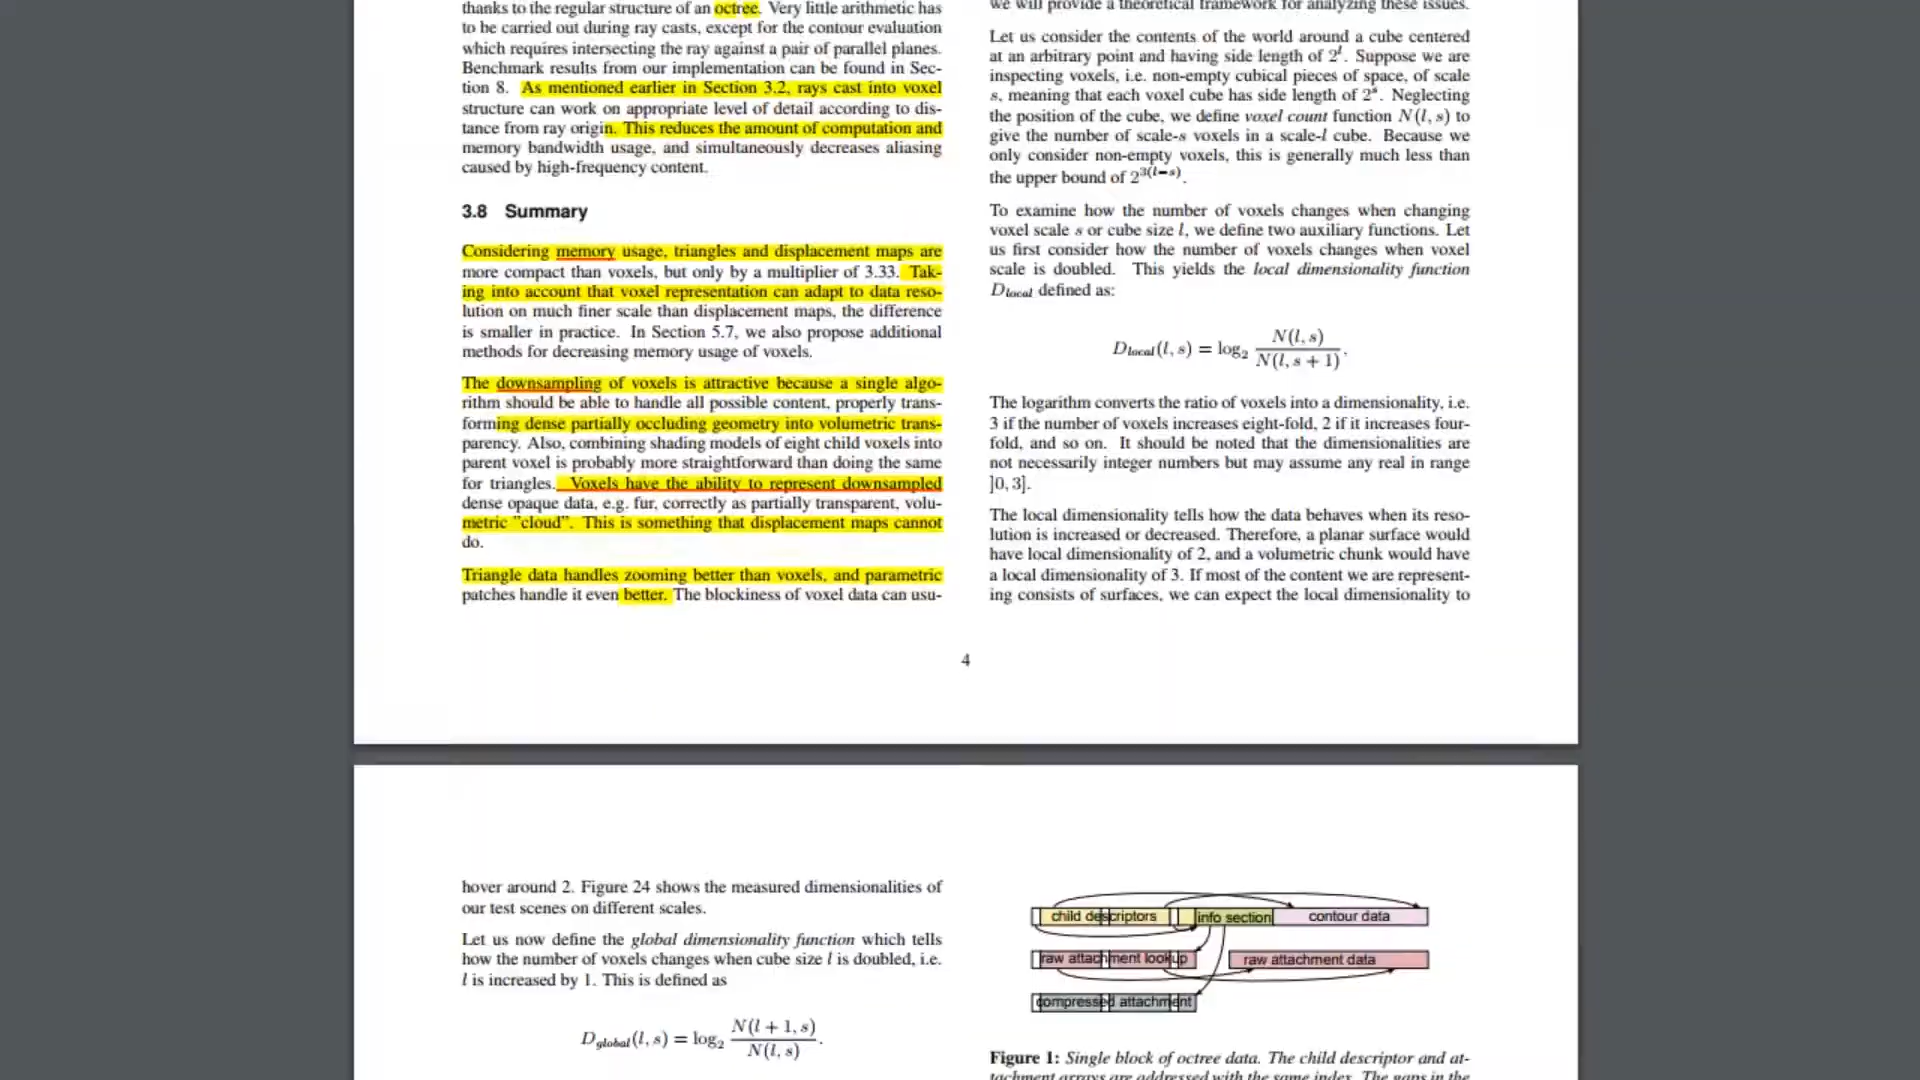 thanks to the regular structure of an octree. Very little arithmetic has
to be carried out during ray casts, except for the contour evaluation
which requires intersecting the ray against a pair of parallel planes.
Benchmark results from our implementation can be found in Sec-
tion 8. As mentioned earlier in Section 3.2, rays cast into voxel
structure can work on appropriate level of detail according to dis-
tance from ray origin. This reduces the amount of computation and
memory bandwidth usage, and simultaneously decreases aliasing
caused by high-frequency content.
3.8 Summary
Considering memory usage, triangles and displacement maps are
more compact than voxels, but only by a multiplier of 3.33. Tak-
ing into account that voxel representation can adapt to data reso-
lution on much finer scale than displacement maps, the difference
is smaller in practice. In Section 5.7, we also propose additional
methods for decreasing memory usage of voxels.
The downsampling of voxels is attractive because a single algo-
rithm should be able to handle all possible content, properly trans-
forming dense partially occluding geometry into volumetric trans-
parency. Also, combining shading models of eight child voxels into
parent voxel is probably more straightforward than doing the same
for triangles. Voxels have the ability to represent downsampled
dense opaque data, e.g. fur, correctly as partially transparent, volu-
metric "cloud". This is something that displacement maps cannot
do.
Triangle data handles zooming better than voxels, and parametric
patches handle it even better. The blockiness of voxel data can usu-
we will provide a theoretical framework for analyzing these issues.
Let us consider the contents of the world around a cube centered
at an arbitrary point and having side length of 2^l. Suppose we are
inspecting voxels, i.e. non-empty cubical pieces of space, of scale
s, meaning that each voxel cube has side length of 2^s. Neglecting
the position of the cube, we define voxel count function N(l, s) to
give the number of scale-s voxels in a scale-l cube. Because we
only consider non-empty voxels, this is generally much less than
the upper bound of 2^3(l−s).
To examine how the number of voxels changes when changing
voxel scale s or cube size l, we define two auxiliary functions. Let
us first consider how the number of voxels changes when voxel
scale is doubled. This yields the local dimensionality function
D_local defined as:
D_local(l, s) = log_2 N(l, s) / N(l, s + 1).
The logarithm converts the ratio of voxels into a dimensionality, i.e.
3 if the number of voxels increases eight-fold, 2 if it increases four-
fold, and so on. It should be noted that the dimensionalities are
not necessarily integer numbers but may assume any real in range
]0, 3].
The local dimensionality tells how the data behaves when its reso-
lution is increased or decreased. Therefore, a planar surface would
have local dimensionality of 2, and a volumetric chunk would have
a local dimensionality of 3. If most of the content we are represent-
ing consists of surfaces, we can expect the local dimensionality to
4
hover around 2. Figure 24 shows the measured dimensionalities of
our test scenes on different scales.
Let us now define the global dimensionality function which tells
how the number of voxels changes when cube size l is doubled, i.e.
l is increased by 1. This is defined as
D_global(l, s) = log_2 N(l + 1, s) / N(l, s).
child descriptors info section contour data
raw attachment lookup raw attachment data
compressed attachment
Figure 1: Single block of octree data. The child descriptor and at-
tachment arrays are addressed with the same index. The gaps in the